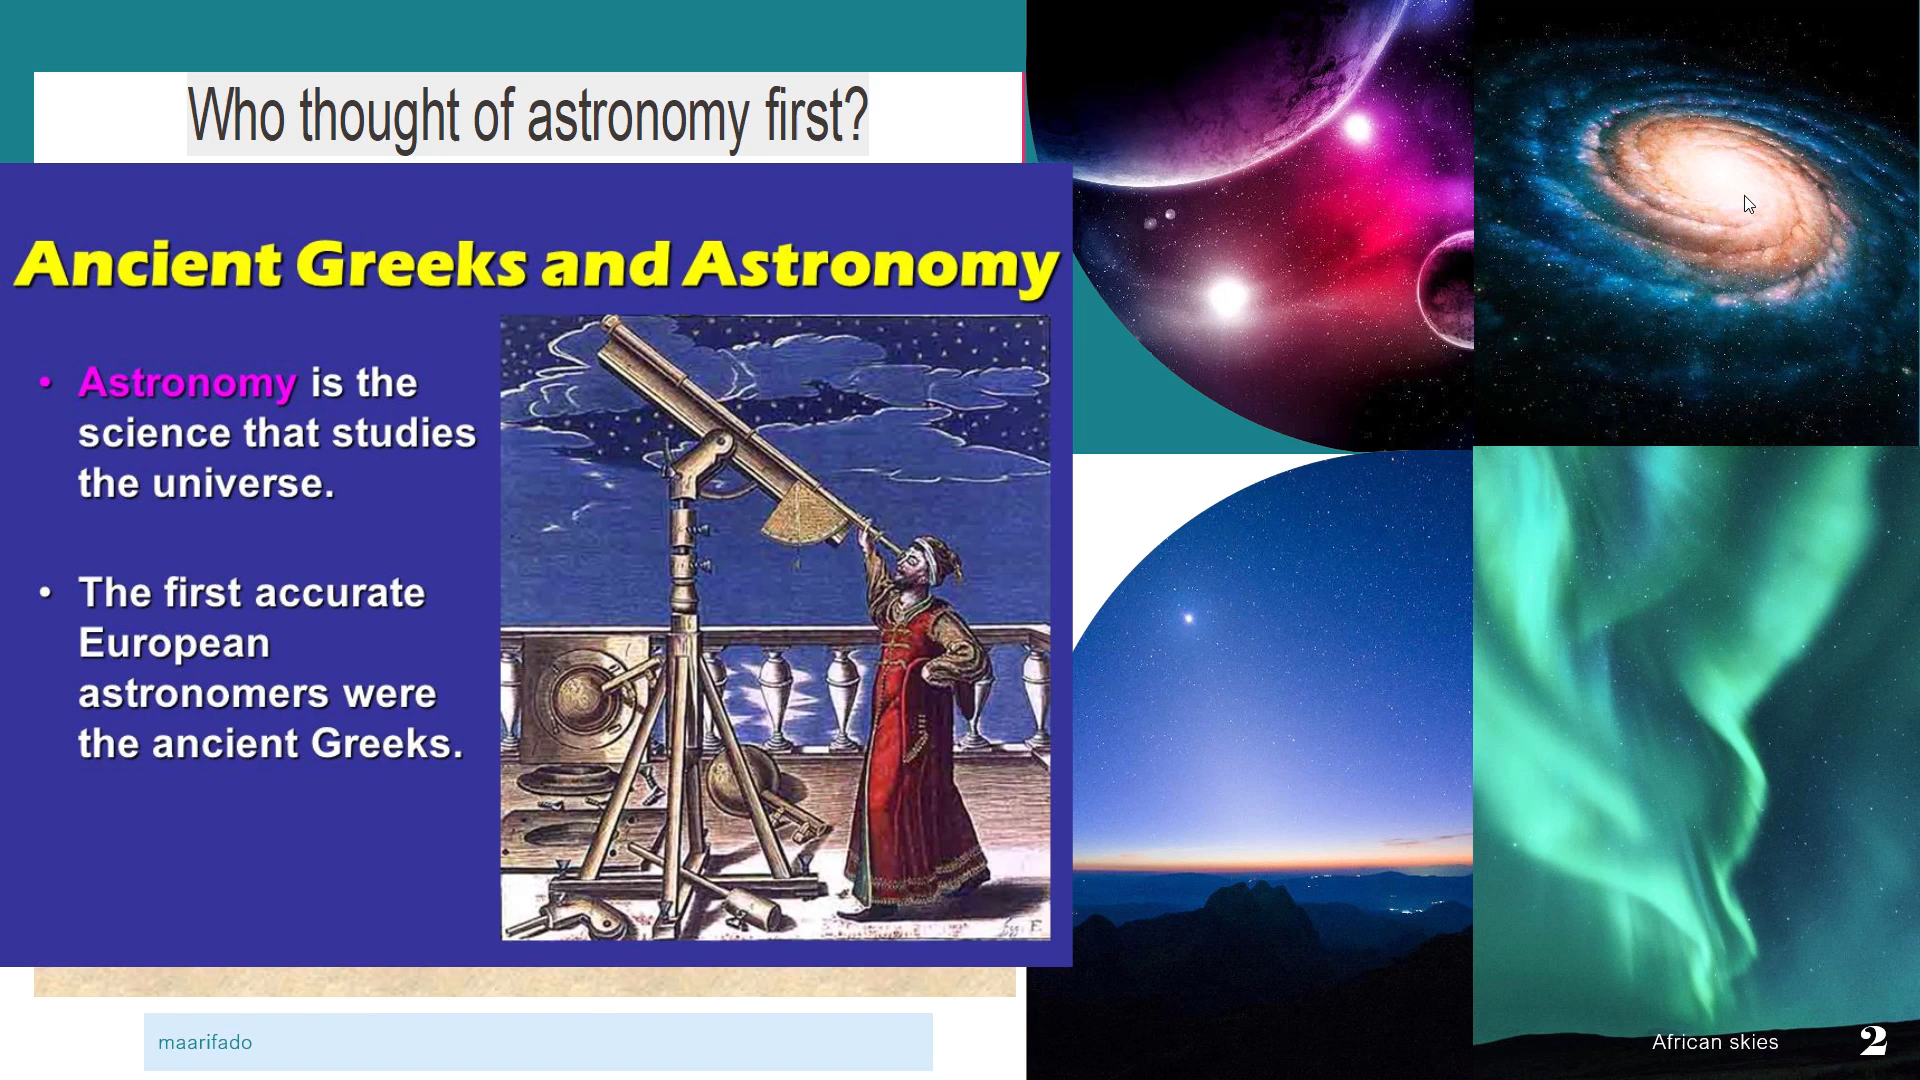 Who thought of astronomy first?
Ancient Greeks and Astronomy
• Astronomy is the
science that studies
the universe.
• The first accurate
European
astronomers were
the ancient Greeks.
maarifado
African skies
2